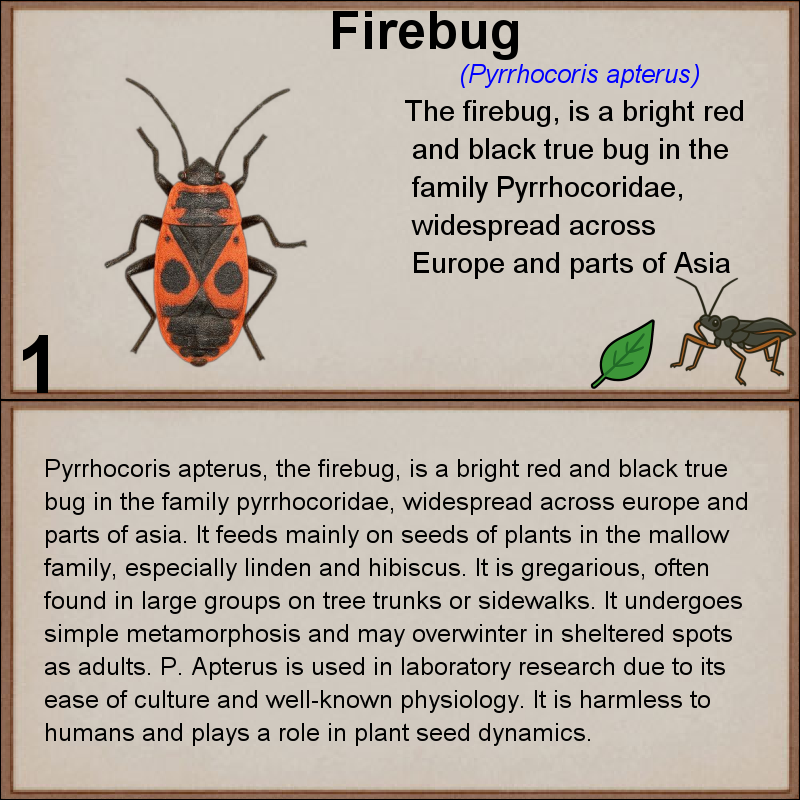 Firebug
(Pyrrhocoris apterus)
The firebug, is a bright red
and black true bug in the
family Pyrrhocoridae,
widespread across
Europe and parts of Asia
1
Pyrrhocoris apterus, the firebug, is a bright red and black true
bug in the family pyrrhocoridae, widespread across europe and
parts of asia. It feeds mainly on seeds of plants in the mallow
family, especially linden and hibiscus. It is gregarious, often
found in large groups on tree trunks or sidewalks. It undergoes
simple metamorphosis and may overwinter in sheltered spots
as adults. P. Apterus is used in laboratory research due to its
ease of culture and well-known physiology. It is harmless to
humans and plays a role in plant seed dynamics.